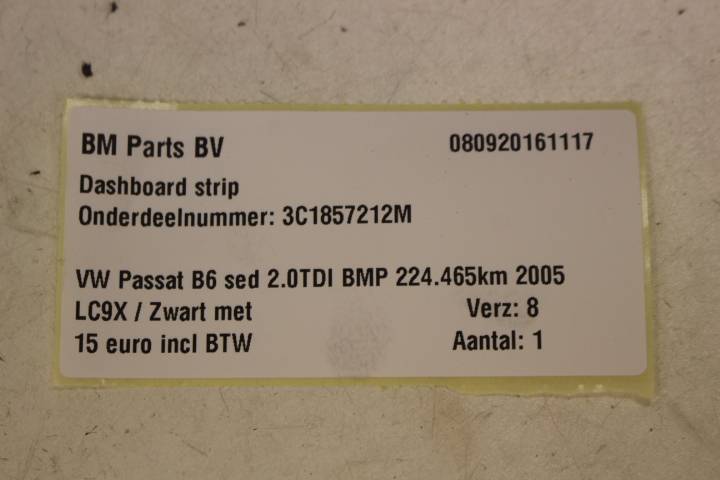 BM Parts BV 080920161117
Dashboard strip
Onderdeelnummer: 3C1857212M
VW Passat B6 sed 2.0TDI BMP 224.465km 2005
LC9X / Zwart met Verz: 8
15 euro incl BTW Aantal: 1